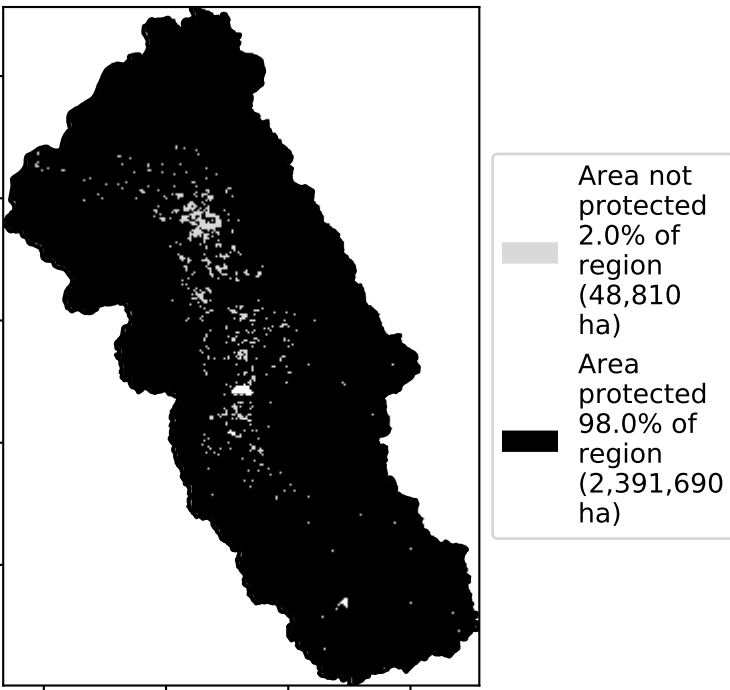 Area not
protected
2.0% of
region
(48,810
ha)
Area
protected
98.0% of
region
(2,391,690
ha)